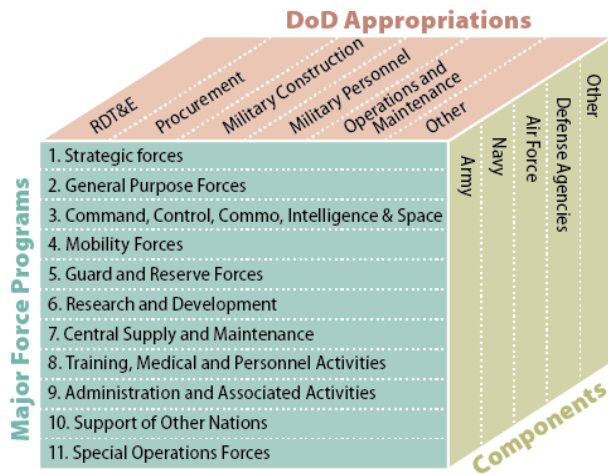 DoD Appropriations
RDT&E
Procurement
Military Construction
Military Personnel
Operations and
Maintenance
Other
Major Force Programs
1. Strategic forces
2. General Purpose Forces
3. Command, Control, Commo, Intelligence & Space
4. Mobility Forces
5. Guard and Reserve Forces
6. Research and Development
7. Central Supply and Maintenance
8. Training, Medical and Personnel Activities
9. Administration and Associated Activities
10. Support of Other Nations
11. Special Operations Forces
Army
Navy
Air Force
Defense Agencies
Other
Components